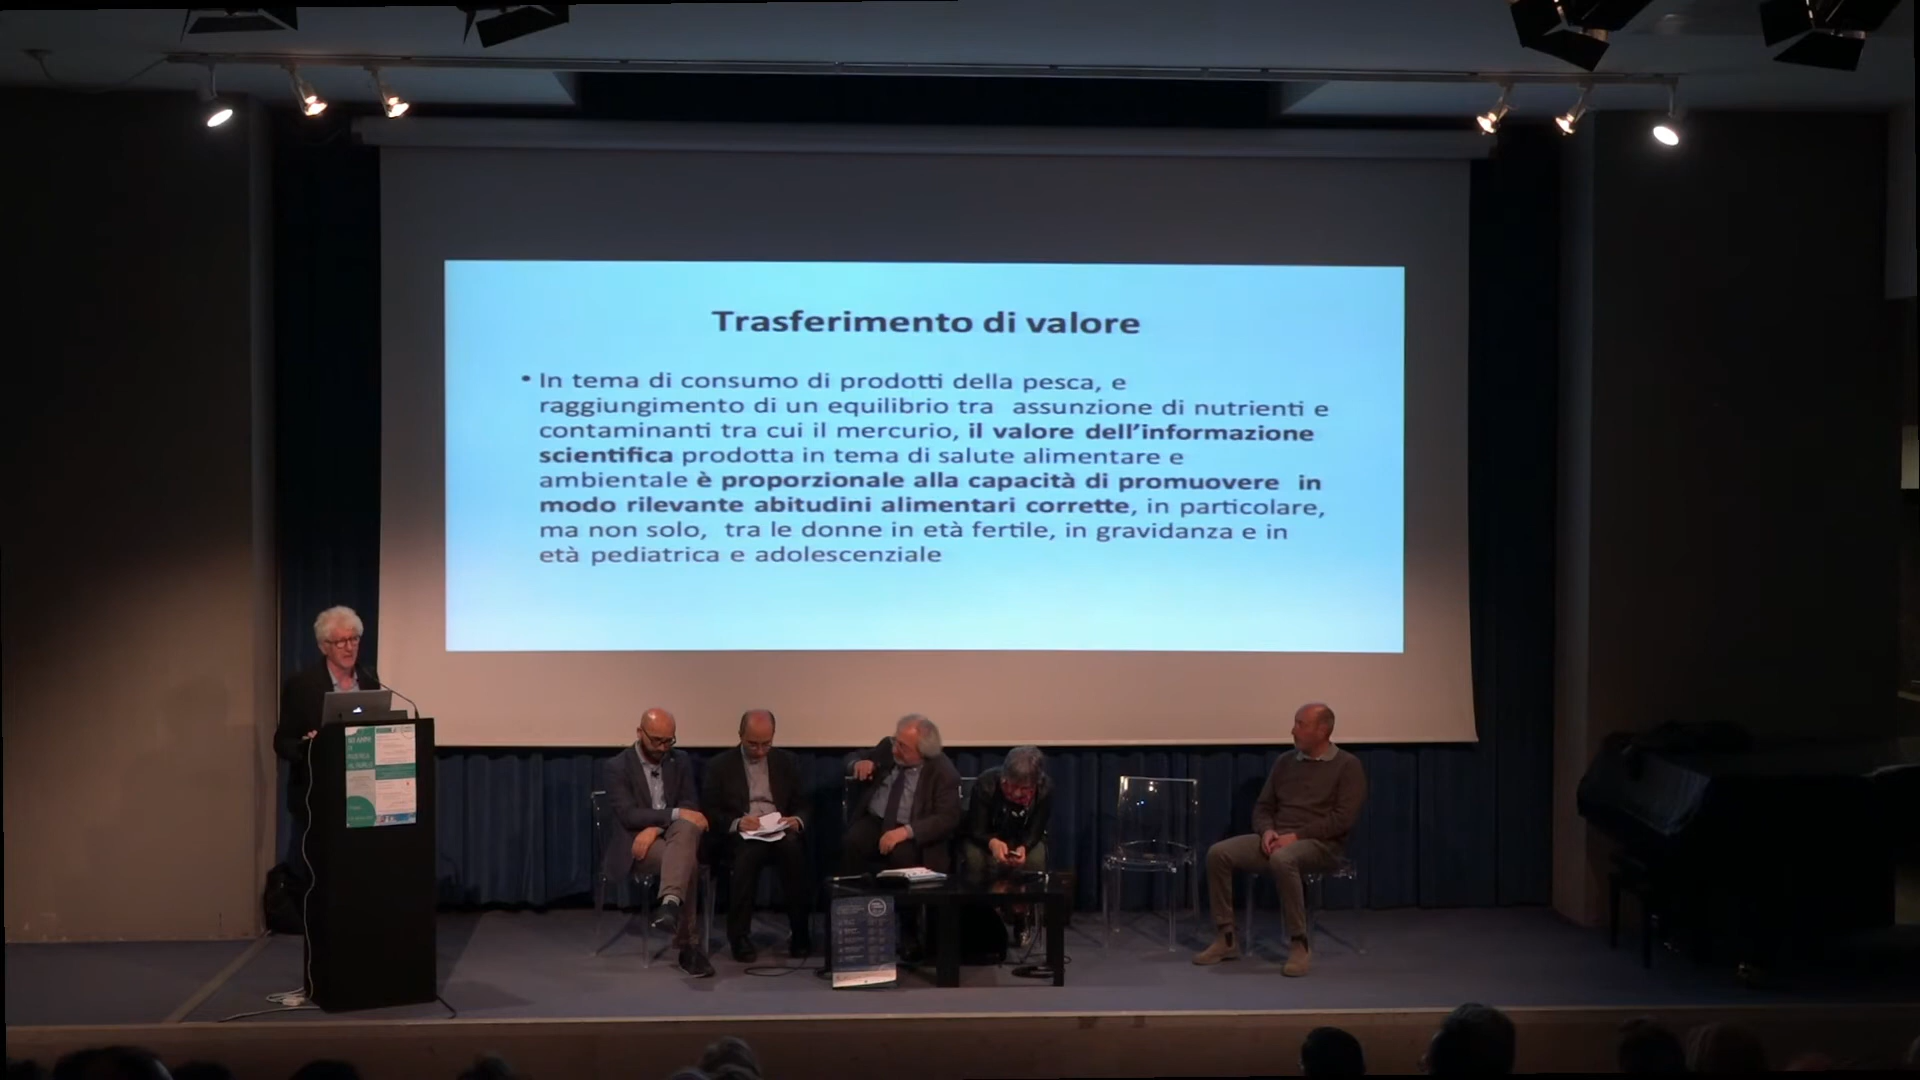 Trasferimento di valore
• In tema di consumo di prodotti della pesca, e
raggiungimento di un equilibrio tra assunzione di nutrienti e
contaminanti tra cui il mercurio, il valore dell'informazione
scientifica prodotta in tema di salute alimentare e
ambientale è proporzionale alla capacità di promuovere in
modo rilevante abitudini alimentari corrette, in particolare,
ma non solo, tra le donne in età fertile, in gravidanza e in
età pediatrica e adolescenziale